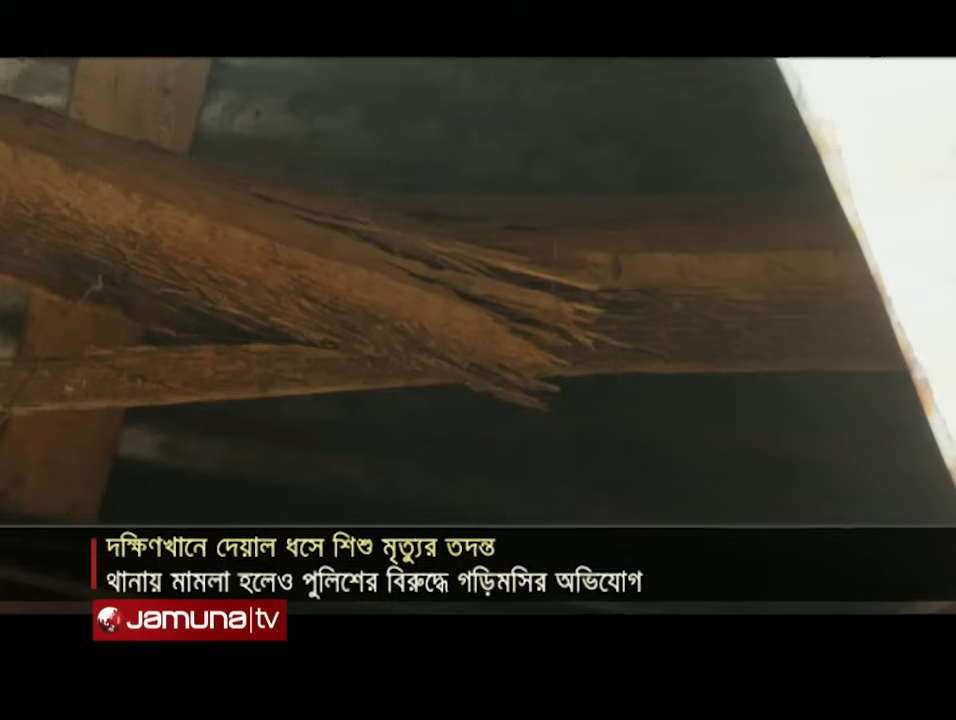 দক্ষিণখানে দেয়াল ধসে শিশু মৃত্যুর তদন্ত
থানায় মামলা হলেও পুলিশের বিরুদ্ধে গড়িমসির অভিযোগ
Jamuna|tv